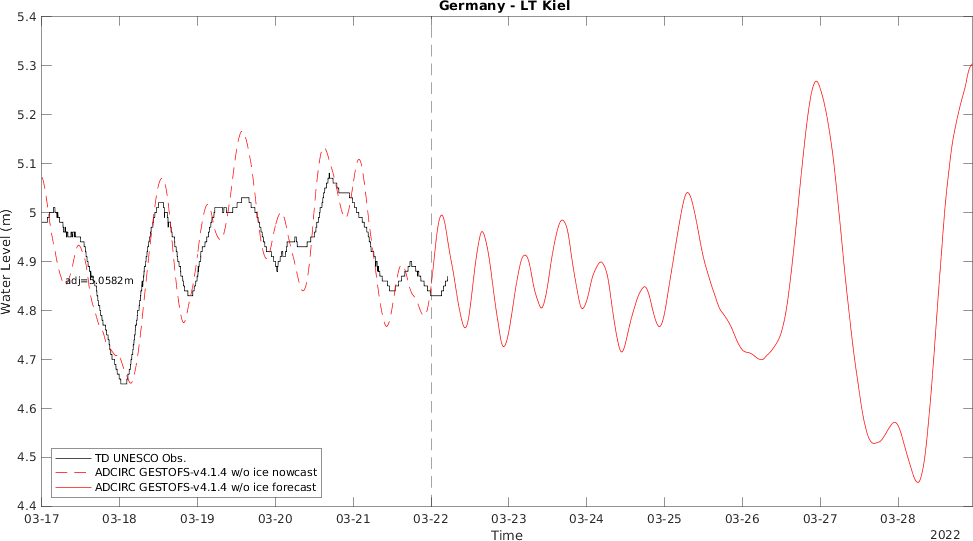 Germany - LT Kiel
5.4
5.3
5.2
5.1
5
4.9
4.8
4.7
4.6
4.5
4.4
Water Level (m)
adj=5.0582m
TD UNESCO Obs.
ADCIRC GESTOFS-v4.1.4 w/o ice nowcast
ADCIRC GESTOFS-v4.1.4 w/o ice forecast
03-17 03-18 03-19 03-20 03-21 03-22 03-23 03-24 03-25 03-26 03-27 03-28
Time
2022